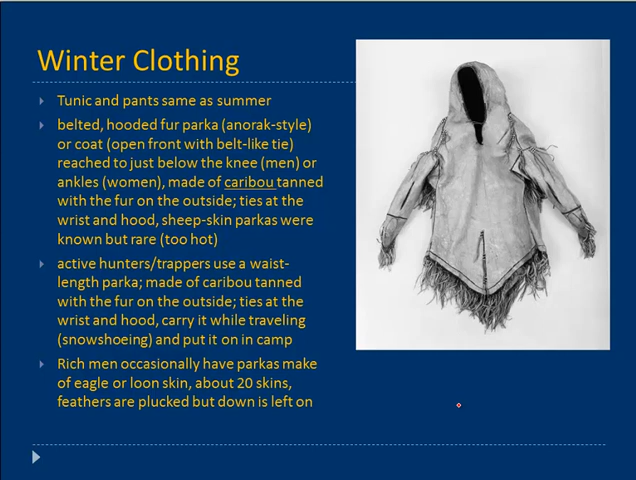 Winter Clothing
Tunic and pants same as summer
belted, hooded fur parka (anorak-style)
or coat (open front with belt-like tie)
reached to just below the knee (men) or
ankles (women), made of caribou tanned
with the fur on the outside; ties at the
wrist and hood, sheep-skin parkas were
known but rare (too hot)
active hunters/trappers use a waist-
length parka; made of caribou tanned
with the fur on the outside; ties at the
wrist and hood, carry it while traveling
(snowshoeing) and put it on in camp
Rich men occasionally have parkas make
of eagle or loon skin, about 20 skins,
feathers are plucked but down is left on